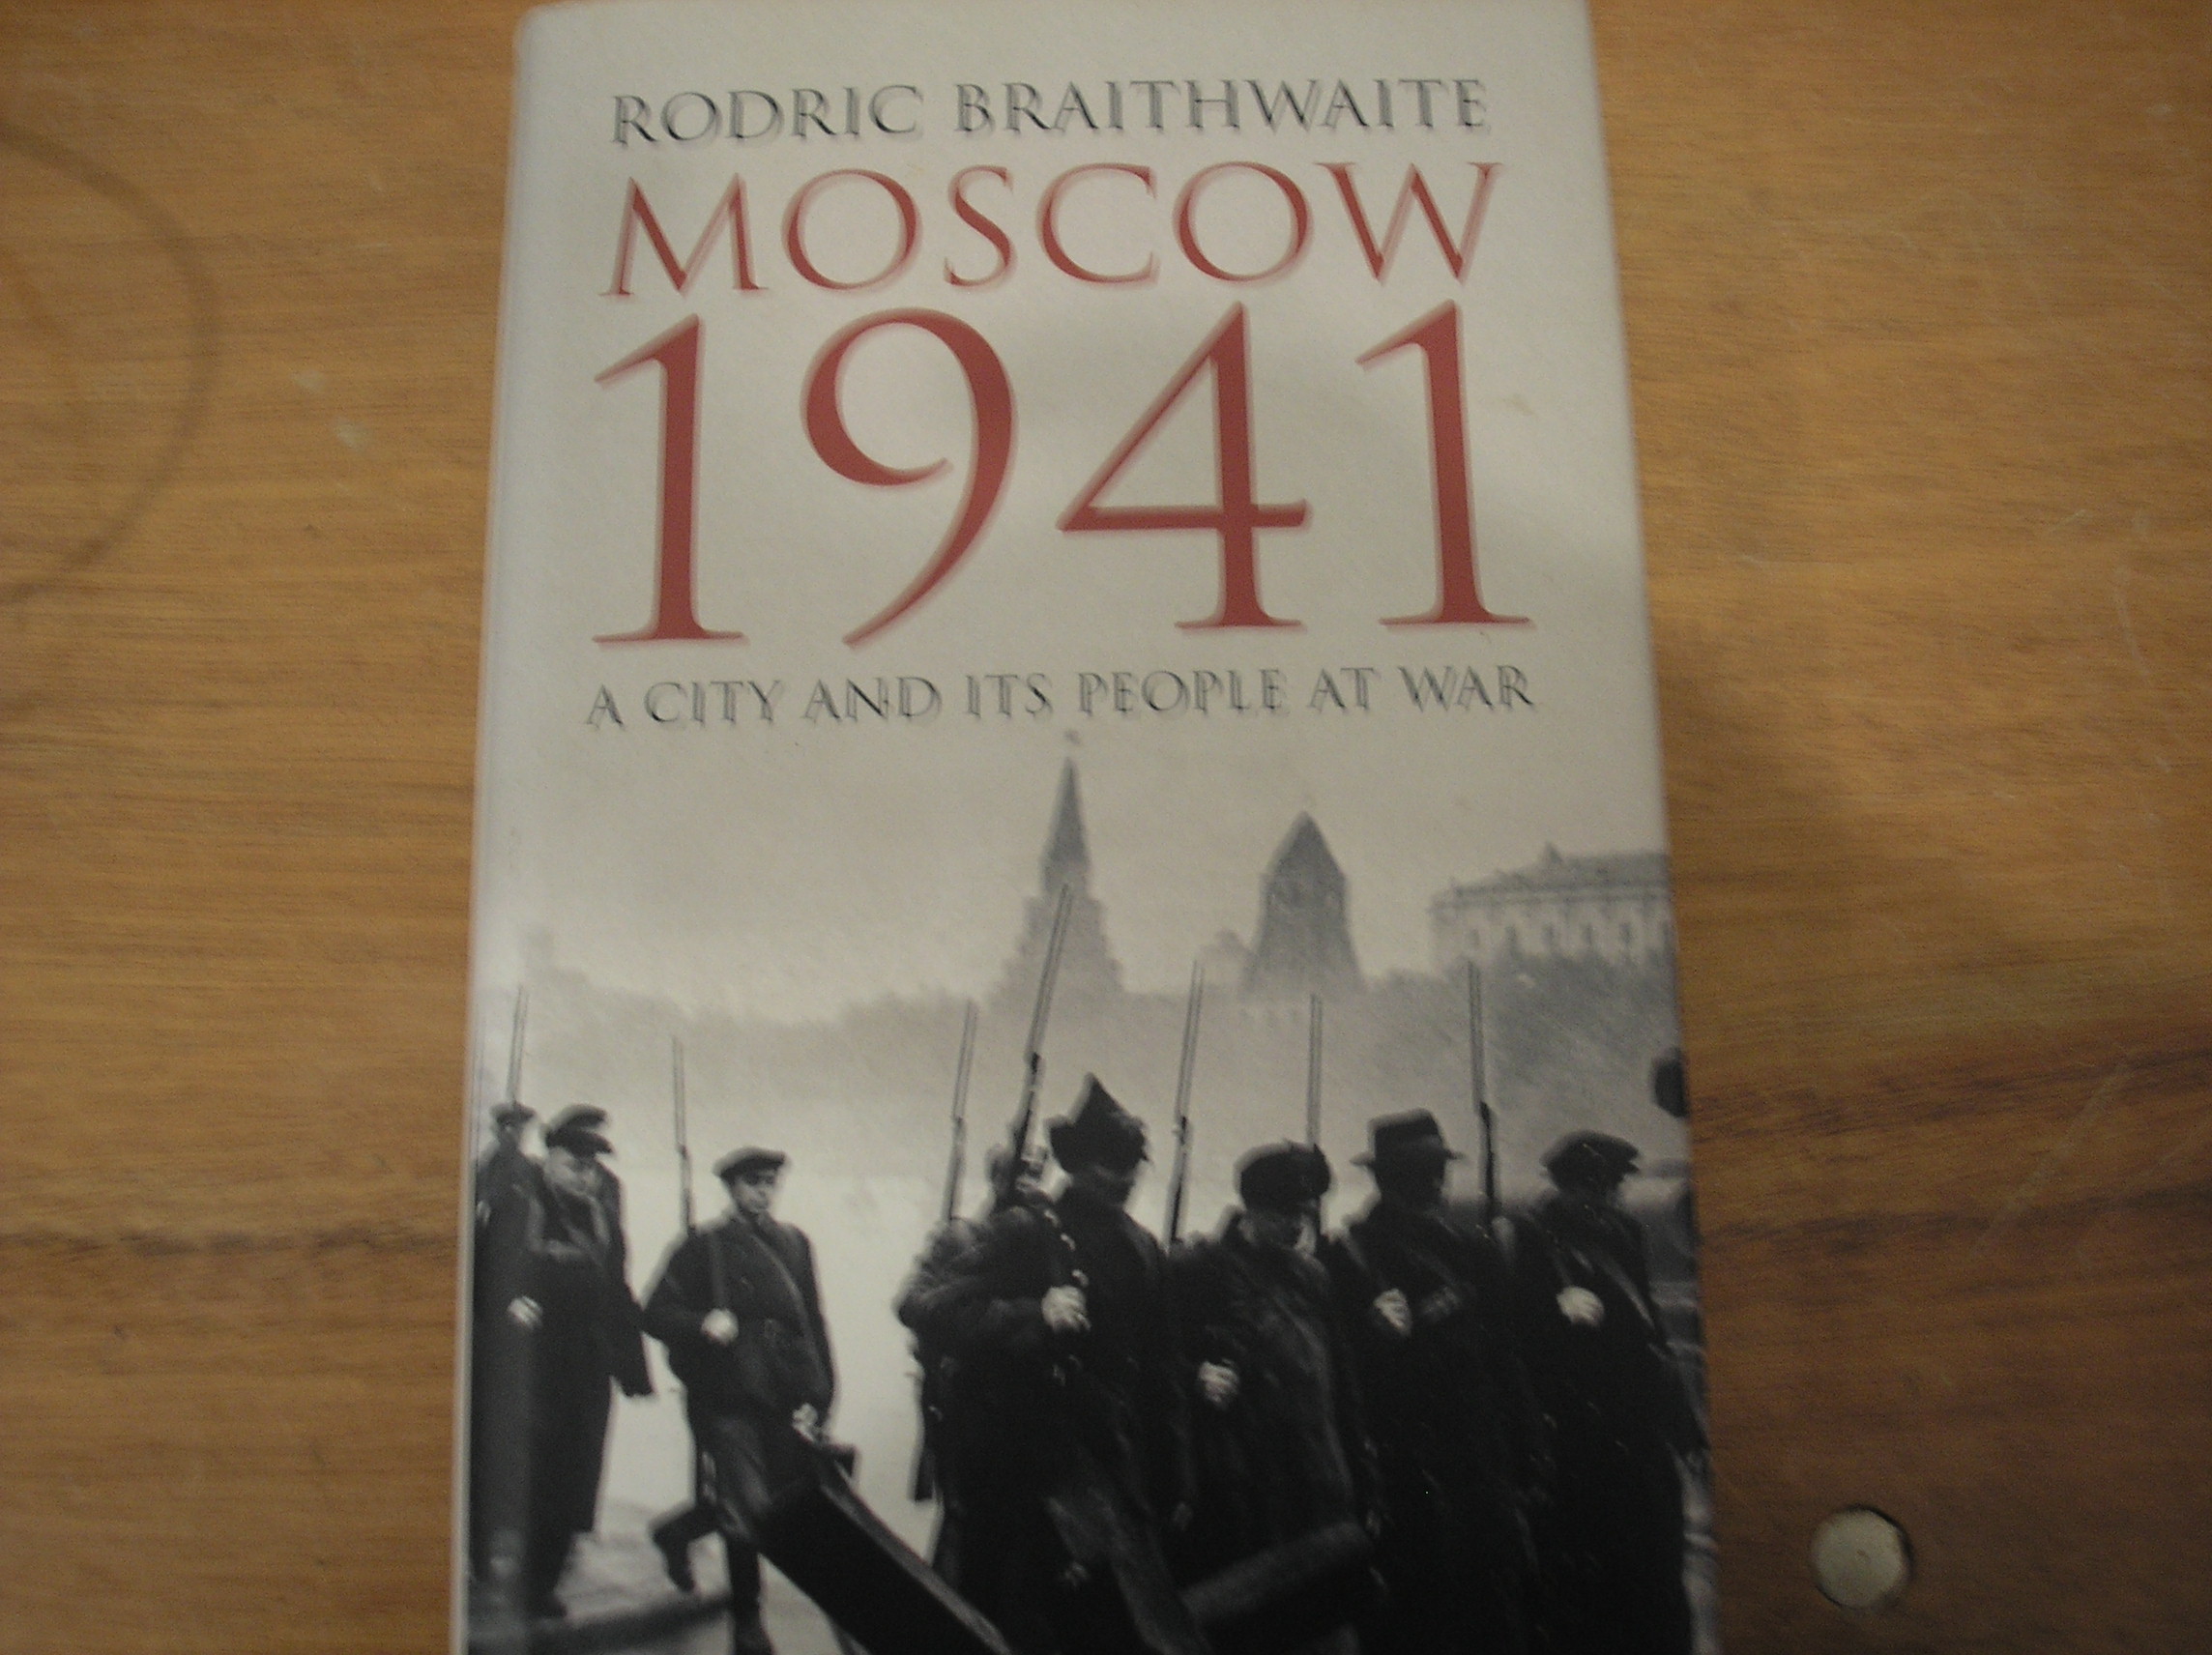 RODRIC BRAITHWAITE
MOSCOW
1941
A CITY AND ITS PEOPLE AT WAR